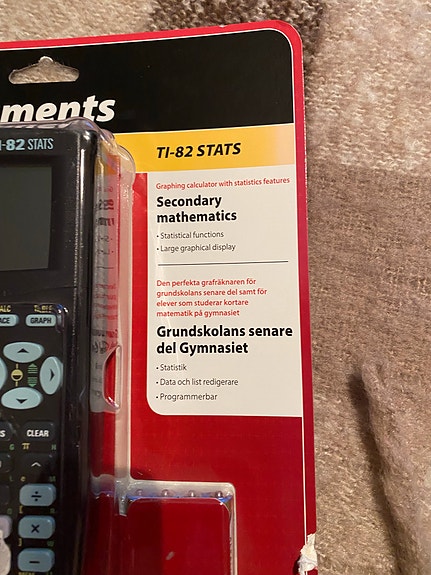 ments
TI-82 STATS
-82 STATS
Graphing calculator with statistics features
Secondary
mathematics
• Statistical functions
• Large graphical display
Den perfekta grafräknaren för
grundskolans senare del samt för
elever som studerar kortare
matematik på gymnasiet
Grundskolans senare
del Gymnasiet
• Statistik
• Data och list redigerare
• Programmerbar
GRAPH
CLEAR
^
÷
×
−